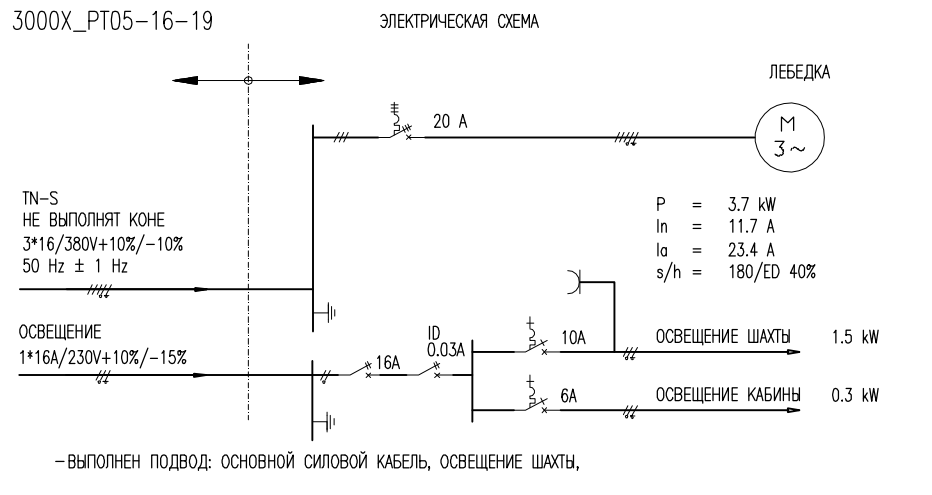 3000X_PT05-16-19
ЭЛЕКТРИЧЕСКАЯ СХЕМА
ЛЕБЕДКА
20 A
M
3~
TN-S
НЕ ВЫПОЛНЯТ КОНЕ
3*16/380V+10%/-10%
50 Hz ± 1 Hz
P = 3.7 kW
In = 11.7 A
Ia = 23.4 A
s/h = 180/ED 40%
ОСВЕЩЕНИЕ
1*16A/230V+10%/-15%
16A
ID
0.03A
10A
ОСВЕЩЕНИЕ ШАХТЫ 1.5 kW
6A
ОСВЕЩЕНИЕ КАБИНЫ 0.3 kW
-ВЫПОЛНЕН ПОДВОД: ОСНОВНОЙ СИЛОВОЙ КАБЕЛЬ, ОСВЕЩЕНИЕ ШАХТЫ,